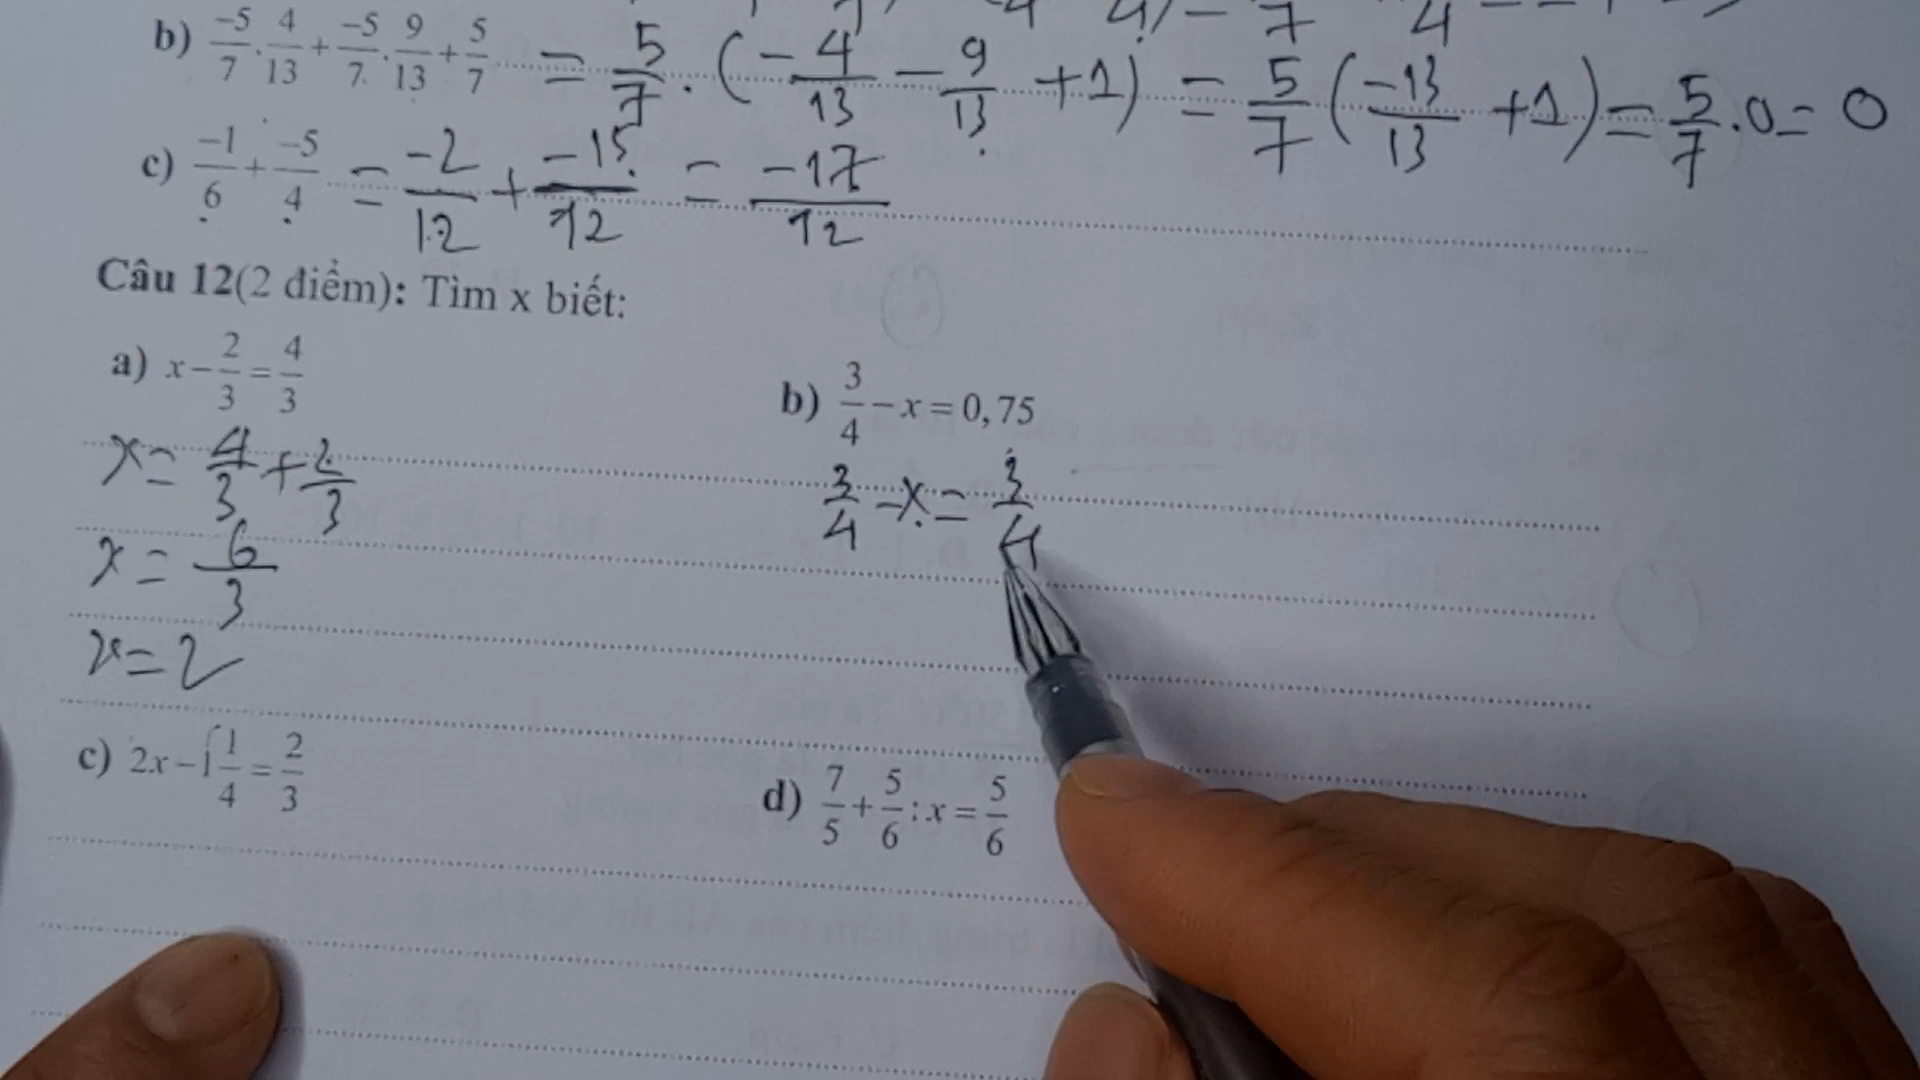 b) -5/7 . 4/13 + -5/7 . 9/13 + 5/7 = 5/7 . (-4/13 - 9/13 + 1) = 5/7 (-13/13 + 1) = 5/7 . 0 = 0
c) -1/6 + -5/4 = -2/12 + -15/12 = -17/12
Câu 12(2 điểm): Tìm x biết:
a) x - 2/3 = 4/3
b) 3/4 - x = 0,75
x = 4/3 + 2/3
3/4 - x = 3/4
x = 6/3
x = 2
c) 2x - 1/4 = 2/3
d) 7/5 + 5/6 : x = 5/6